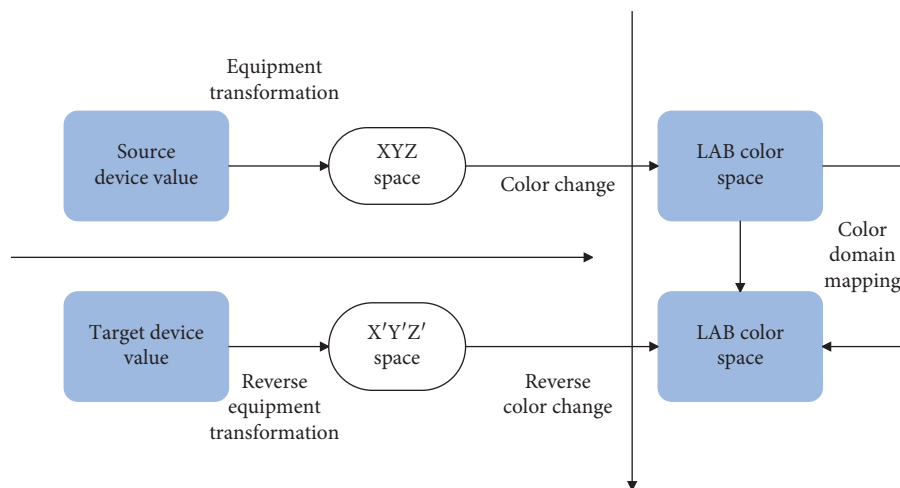 Equipment
transformation
Source
device value
XYZ
space
Color change
LAB color
space
Color
domain
mapping
Target device
value
Reverse
equipment
transformation
X′Y′Z′
space
Reverse
color change
LAB color
space